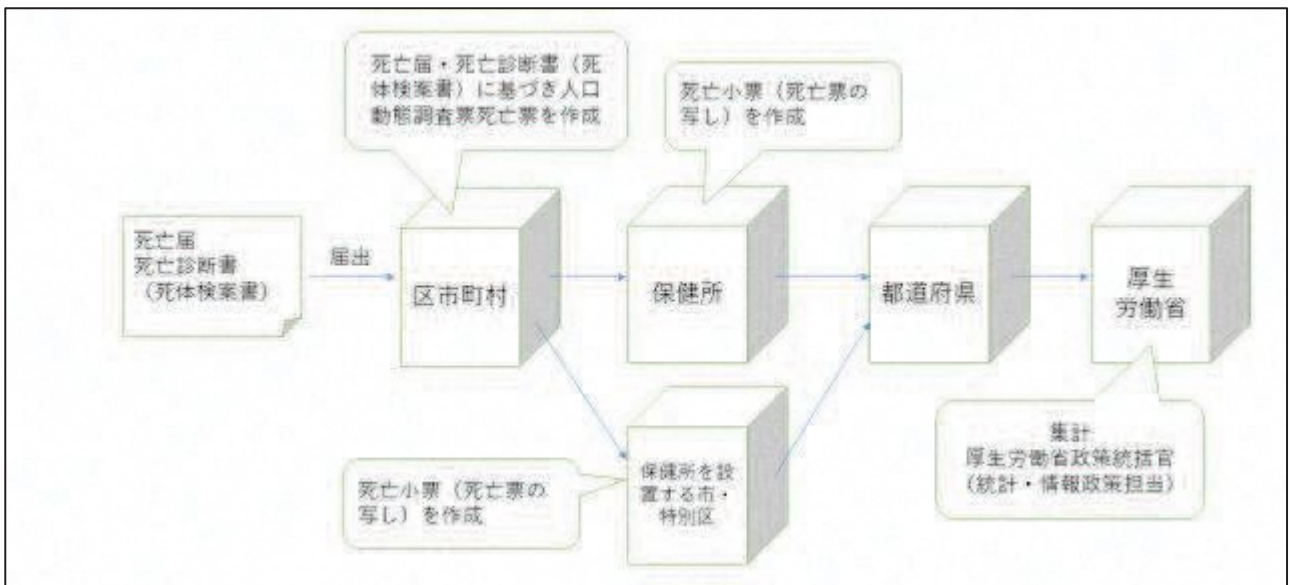 死亡届・死亡診断書（死
体検案書）に基づき人口
動態調査票死亡票を作成
死亡小票（死亡票の
写し）を作成
死亡届
死亡診断書
（死体検案書）
届出
区市町村
保健所
都道府県
厚生
労働省
死亡小票（死亡票の
写し）を作成
保健所を設
置する市・
特別区
集計
厚生労働省政策統括官
（統計・情報政策担当）